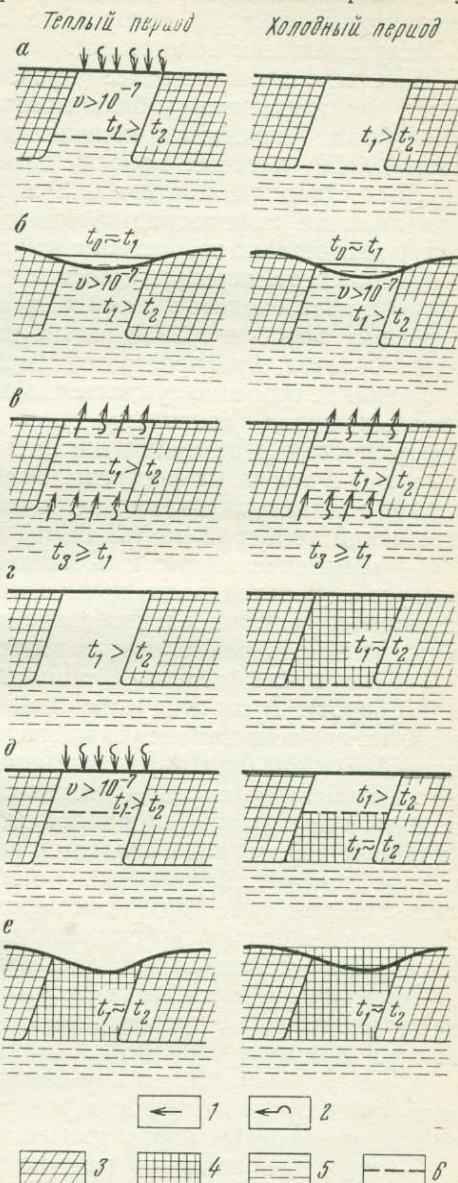 Теплый период Холодный период
а
v>10⁻⁷
t₁> t₂ t₁> t₂
б
t₀≈t₁ t₀≈t₁
v>10⁻⁷ v>10⁻⁷
t₁> t₂ t₁> t₂
в
t₁> t₂ t₁> t₂
t₃ ≥ t₁ t₃ ≥ t₁
г
t₁ > t₂ t₁≈ t₂
д
v>10⁻⁷
t₁> t₂ t₁> t₂
t₁≈ t₂
е
t₁≈ t₂ t₁≈ t₂
1 2
3 4 5 6